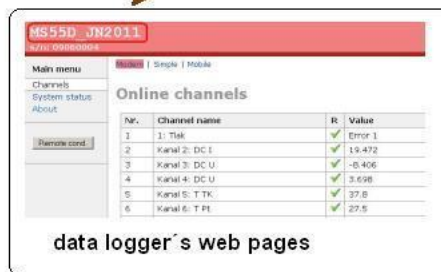 MS55D_JN2011
s/n: 09060004
Main menu
Channels
System status
About
Remote cond.
Modern | Simple | Mobile
Online channels
Nr. Channel name R Value
1 1: Tlak Error 1
2 Kanal 2: DC I 19.472
3 Kanal 3: DC U -8.406
4 Kanal 4: DC U 3.698
5 Kanal 5: T TK 37.8
6 Kanal 6: T Pt 27.5
data logger´s web pages